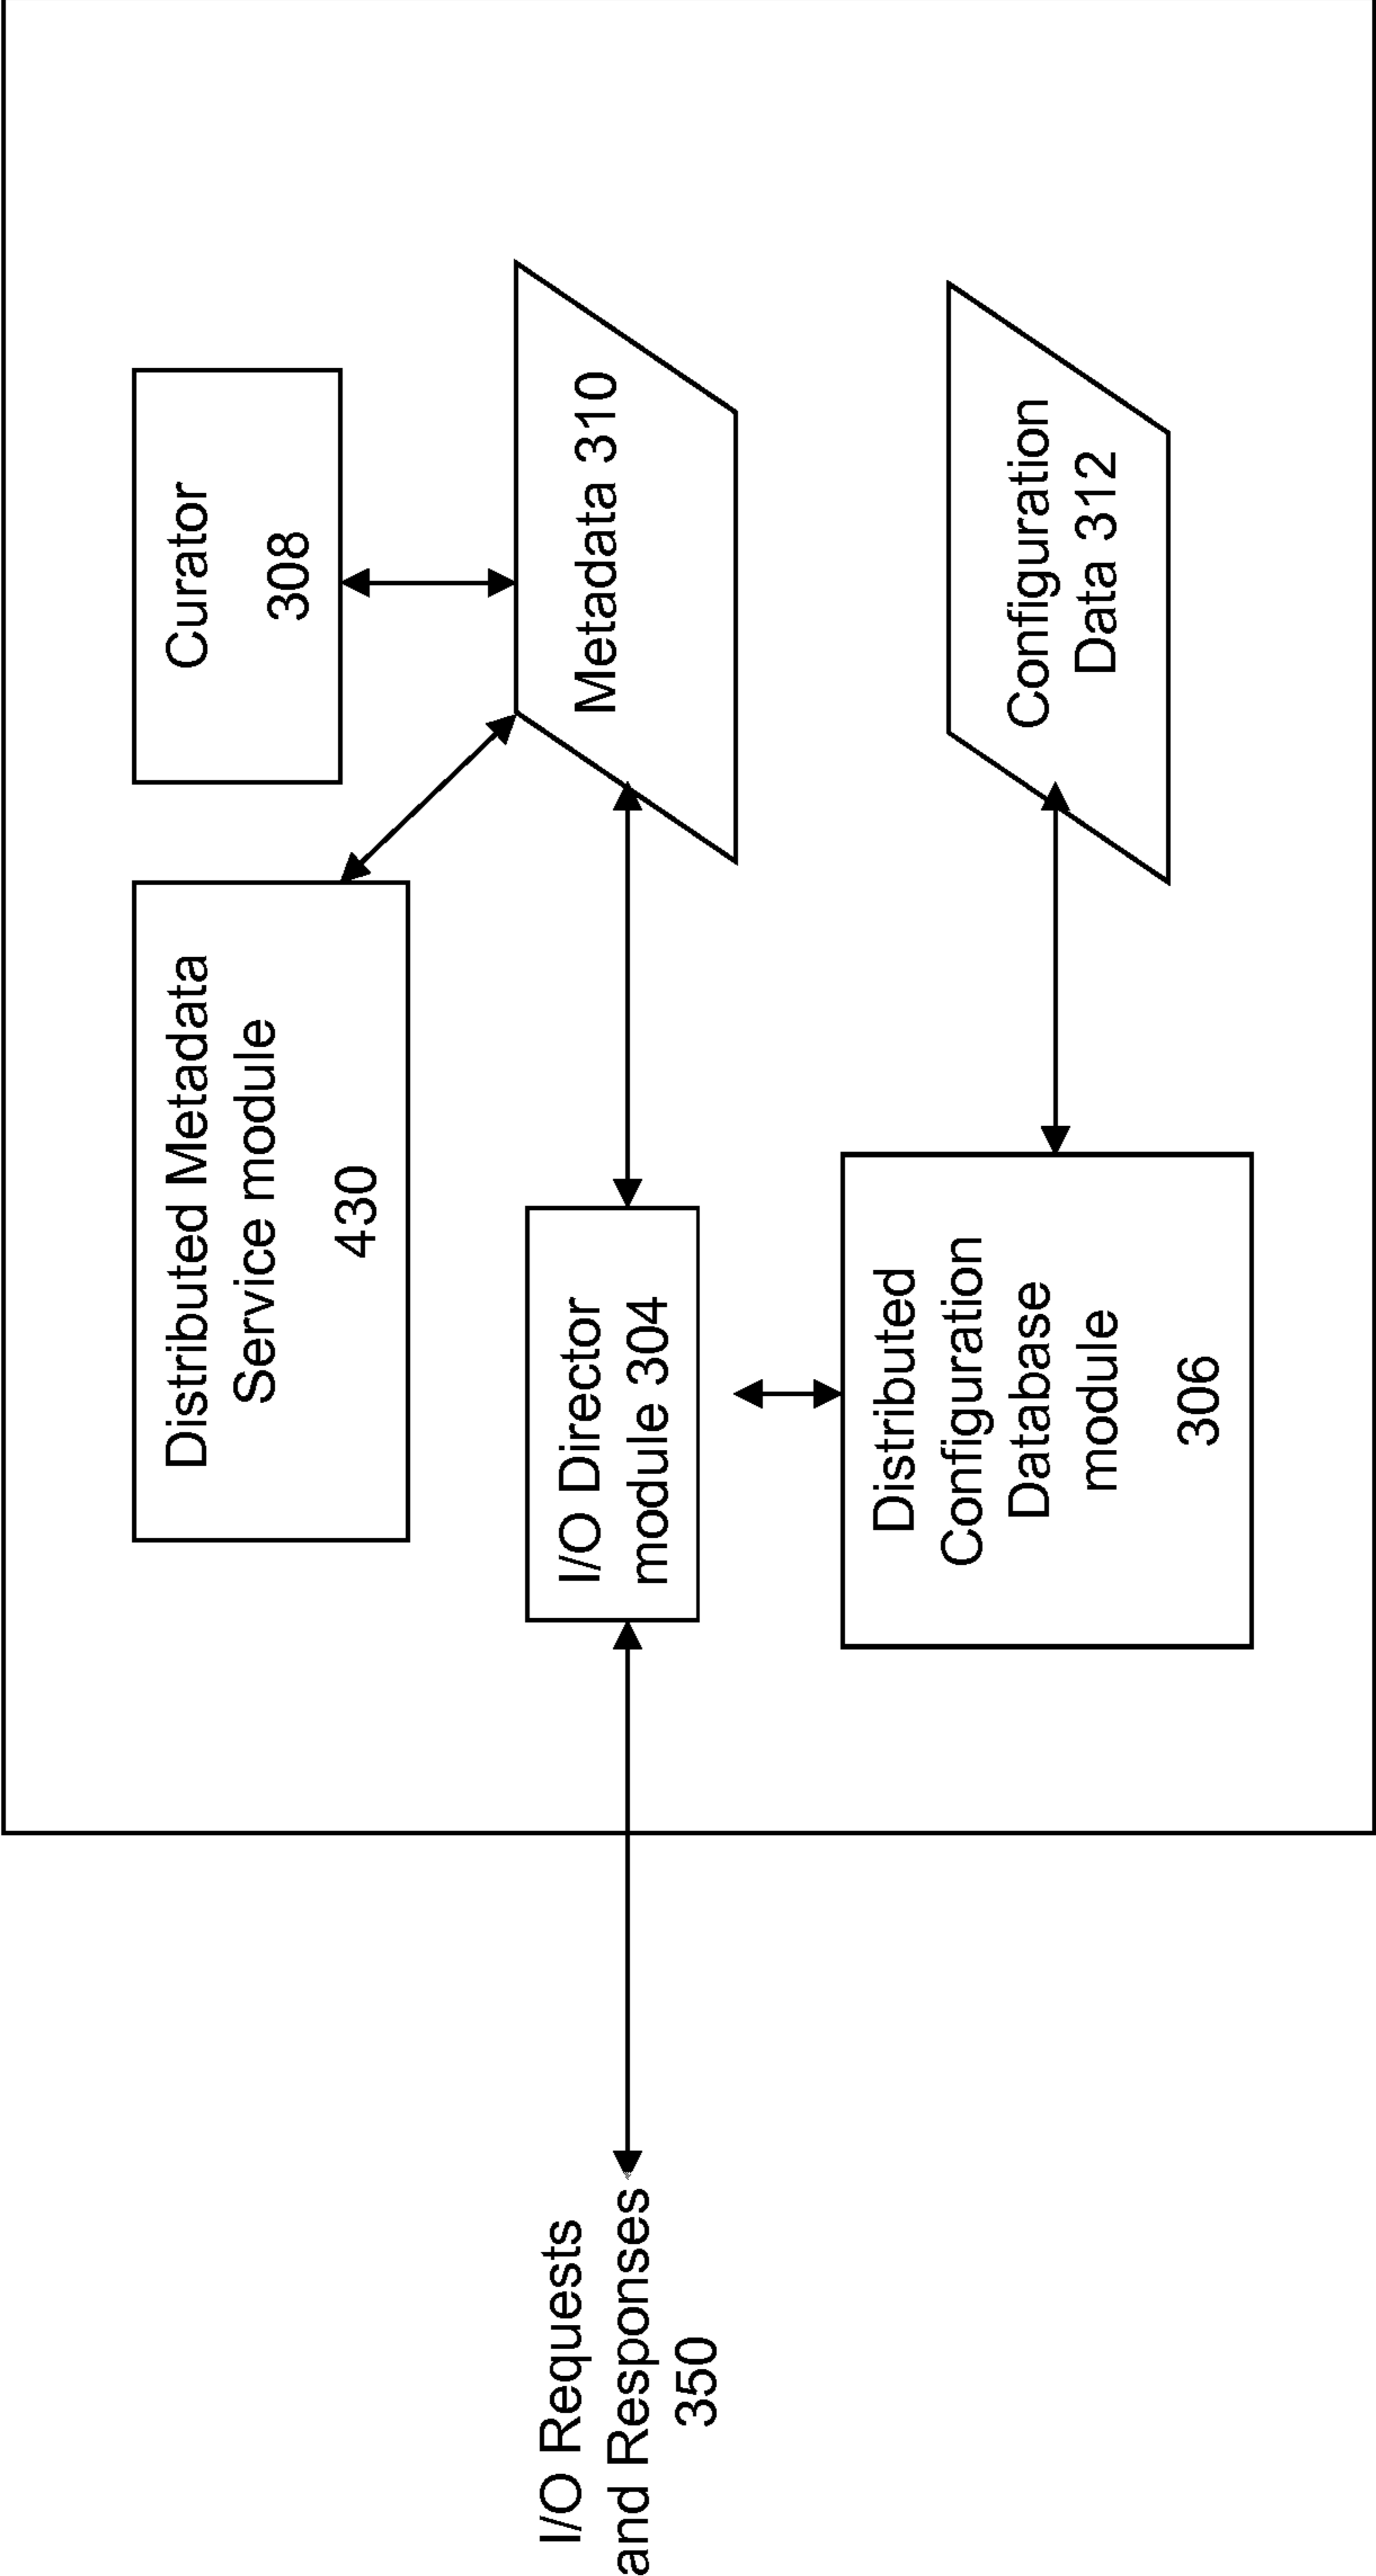 Distributed Metadata
Service module
430
Curator
308
I/O Requests
and Responses
350
I/O Director
module 304
Metadata 310
Distributed
Configuration
Database
module
306
Configuration
Data 312